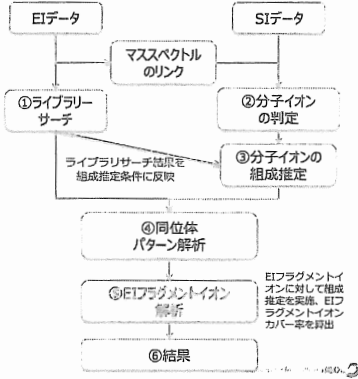 EIデータ
SIデータ
マススペクトル
のリンク
①ライブラリー
サーチ
②分子イオン
の判定
ライブラリサーチ結果を
組成推定条件に反映
③分子イオンの
組成推定
④同位体
パターン解析
EIフラグメントイ
オンに対して組成
推定を実施、EIフ
ラグメントイオン
カバー率を算出
⑤EIフラグメントイオン
解析
⑥結果